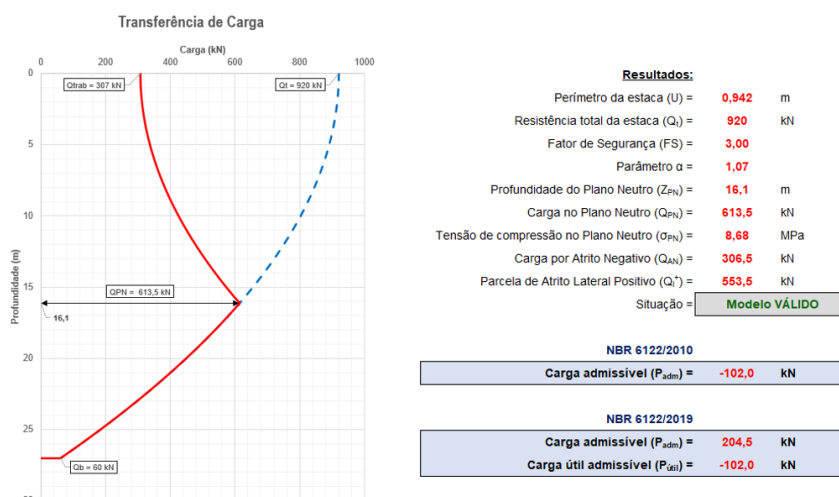 Transferência de Carga
Carga (kN)
0 200 400 600 800 1000
Qtrab = 307 kN
Qt = 920 kN
Profundidade (m)
0
5
10
15
20
25
30
QPN = 613,5 kN
16,1
Qb = 60 kN
Resultados:
Perímetro da estaca (U) = 0,942 m
Resistência total da estaca (Qt) = 920 kN
Fator de Segurança (FS) = 3,00
Parâmetro α = 1,07
Profundidade do Plano Neutro (ZPN) = 16,1 m
Carga no Plano Neutro (QPN) = 613,5 kN
Tensão de compressão no Plano Neutro (σPN) = 8,68 MPa
Carga por Atrito Negativo (QAN) = 306,5 kN
Parcela de Atrito Lateral Positivo (Ql⁺) = 553,5 kN
Situação = Modelo VÁLIDO
NBR 6122/2010
Carga admissível (Padm) = -102,0 kN
NBR 6122/2019
Carga admissível (Padm) = 204,5 kN
Carga útil admissível (Pútil) = -102,0 kN